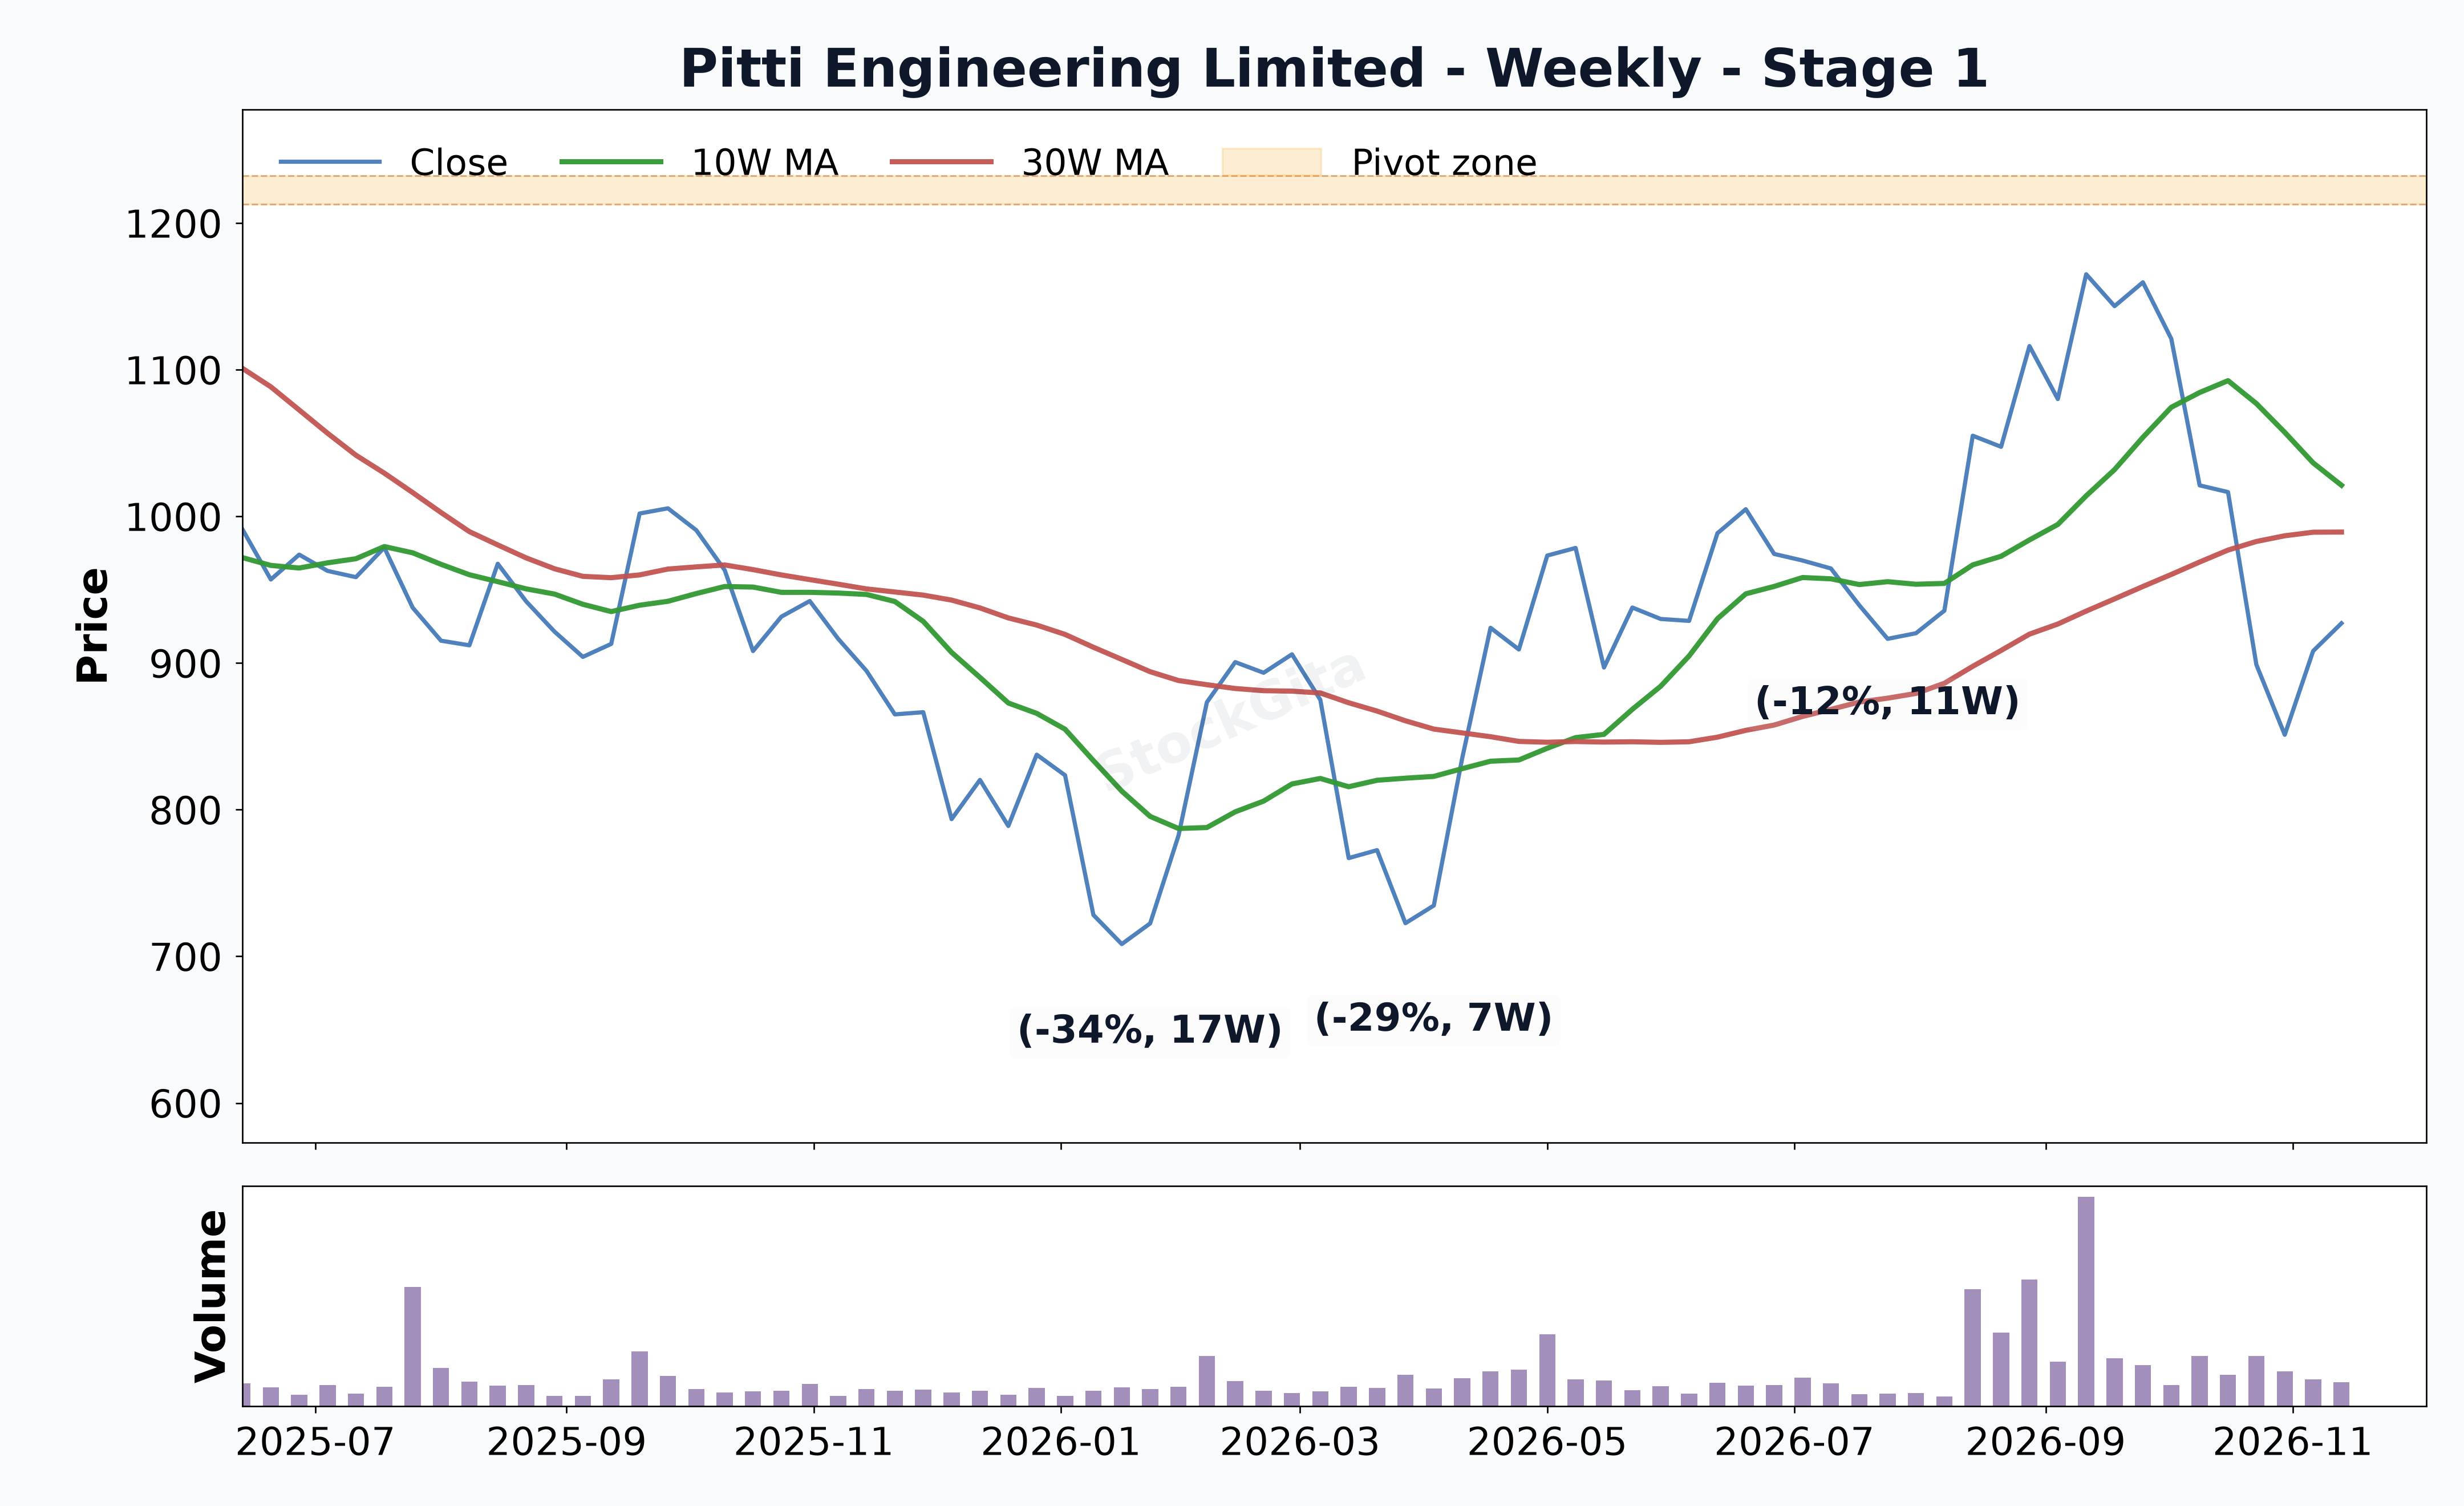 Pitti Engineering Limited - Weekly - Stage 1
Close 10W MA 30W MA Pivot zone
1200
1100
1000
900
800
700
600
Price
StockGita
(-12%, 11W)
(-34%, 17W)
(-29%, 7W)
Volume
2025-07 2025-09 2025-11 2026-01 2026-03 2026-05 2026-07 2026-09 2026-11